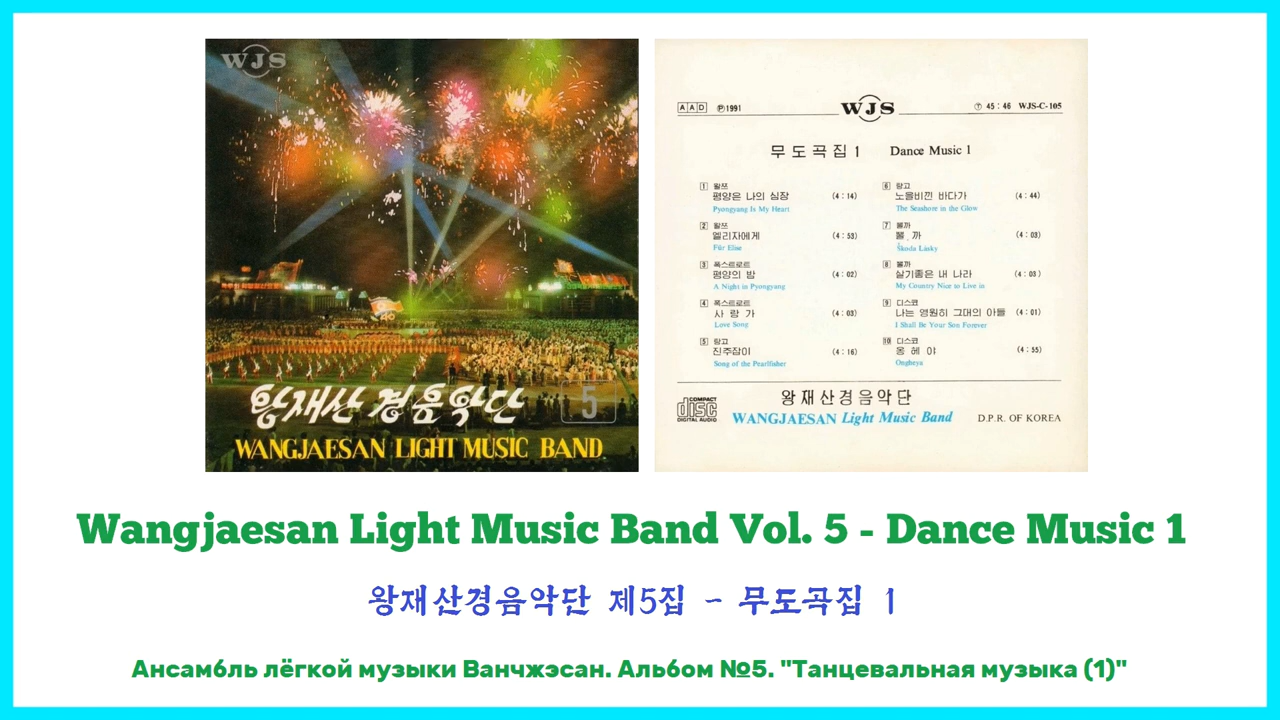 WJS
왕재산 경음악단
5
WANGJAESAN LIGHT MUSIC BAND
AAD ℗1991
WJS
Ⓣ 45:46 WJS-C-105
무도곡집 1 Dance Music 1
1 왈쯔
평양은 나의 심장 (4:14)
Pyongyang Is My Heart
2 왈쯔
엘리자에게 (4:53)
Für Elise
3 폭스트로트
평양의 밤 (4:02)
A Night in Pyongyang
4 폭스트로트
사랑가 (4:03)
Love Song
5 탕고
진주잡이 (4:16)
Song of the Pearlfisher
6 탕고
노을비낀 바다가 (4:44)
The Seashore in the Glow
7 뽈까
뽈까 (4:03)
Škoda Lásky
8 뽈까
살기좋은 내 나라 (4:03)
My Country Nice to Live in
9 디스코
나는 영원히 그대의 아들 (4:01)
I Shall Be Your Son Forever
10 디스코
옹헤야 (4:55)
Ongheya
COMPACT
disc
DIGITAL AUDIO
왕재산경음악단
WANGJAESAN Light Music Band
D.P.R. OF KOREA
Wangjaesan Light Music Band Vol. 5 - Dance Music 1
왕재산경음악단 제5집 - 무도곡집 1
Ансамбль лёгкой музыки Ванчжэсан. Альбом №5. "Танцевальная музыка (1)"